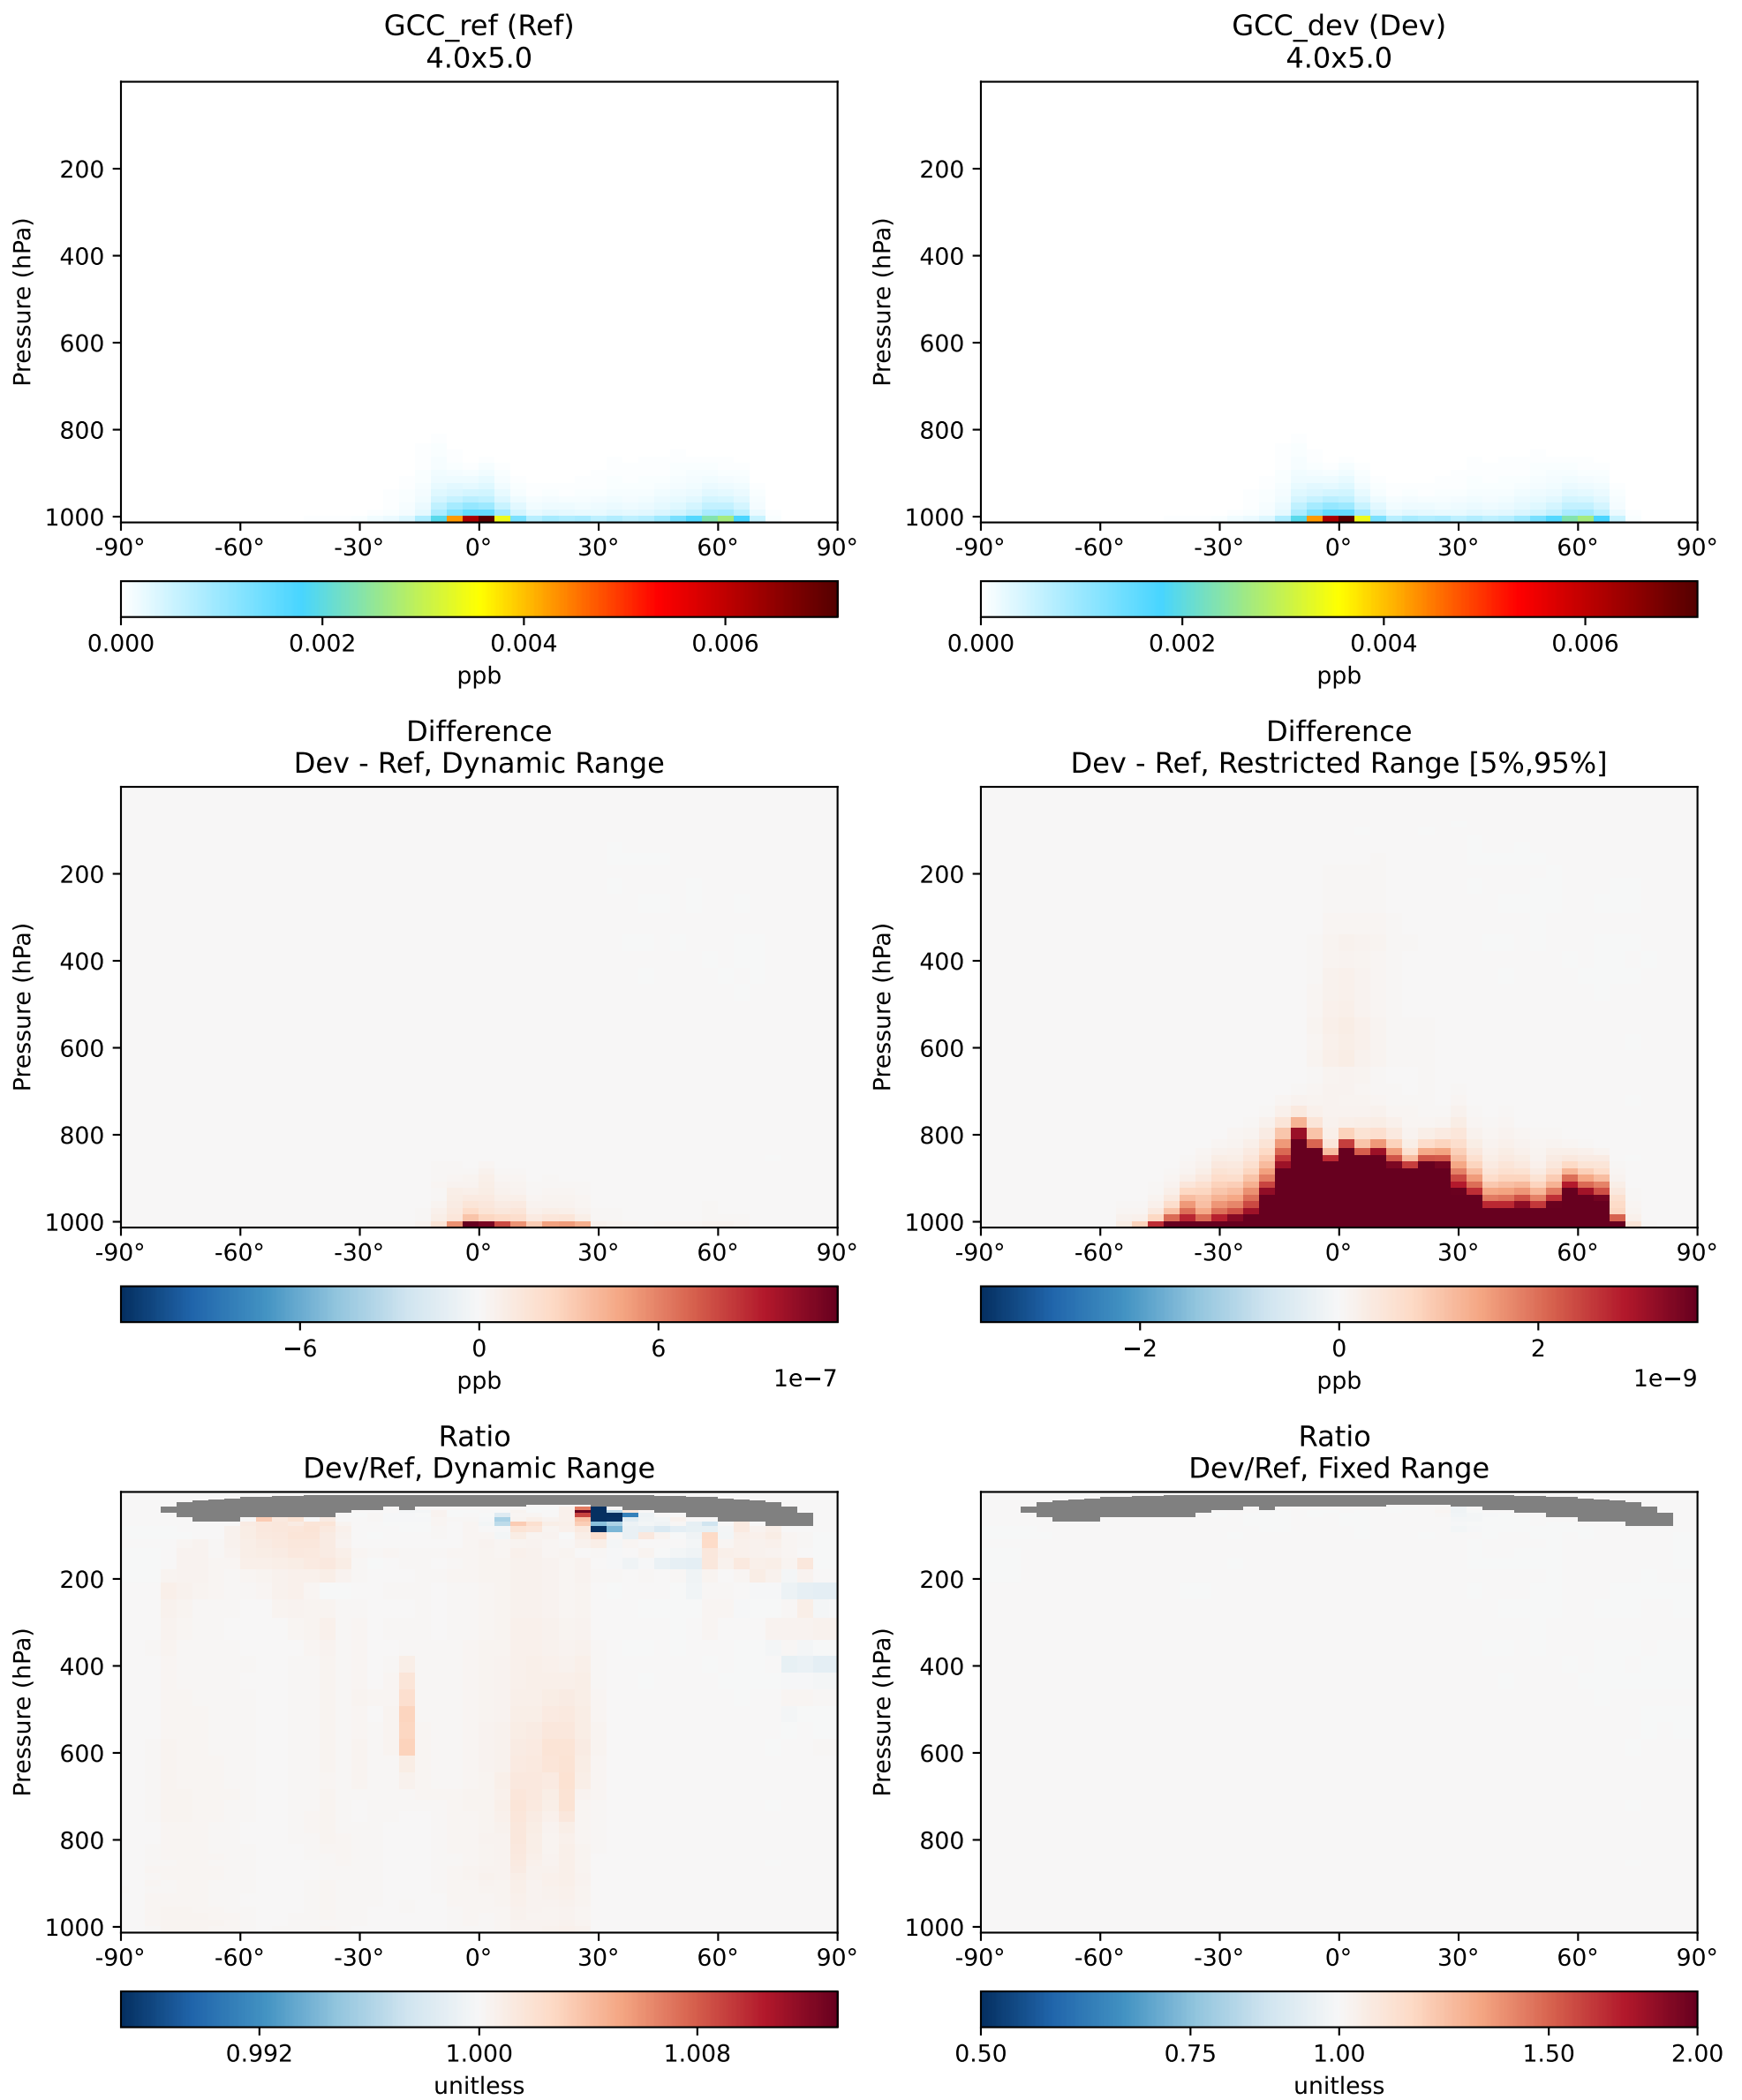 GCC_ref (Ref)
4.0x5.0
Pressure (hPa)
200
400
600
800
1000
-90° -60° -30° 0° 30° 60° 90°
0.000 0.002 0.004 0.006
ppb
GCC_dev (Dev)
4.0x5.0
Pressure (hPa)
200
400
600
800
1000
-90° -60° -30° 0° 30° 60° 90°
0.000 0.002 0.004 0.006
ppb
Difference
Dev - Ref, Dynamic Range
Pressure (hPa)
200
400
600
800
1000
-90° -60° -30° 0° 30° 60° 90°
−6 0 6
ppb 1e−7
Difference
Dev - Ref, Restricted Range [5%,95%]
Pressure (hPa)
200
400
600
800
1000
-90° -60° -30° 0° 30° 60° 90°
−2 0 2
ppb 1e−9
Ratio
Dev/Ref, Dynamic Range
Pressure (hPa)
200
400
600
800
1000
-90° -60° -30° 0° 30° 60° 90°
0.992 1.000 1.008
unitless
Ratio
Dev/Ref, Fixed Range
Pressure (hPa)
200
400
600
800
1000
-90° -60° -30° 0° 30° 60° 90°
0.50 0.75 1.00 1.50 2.00
unitless